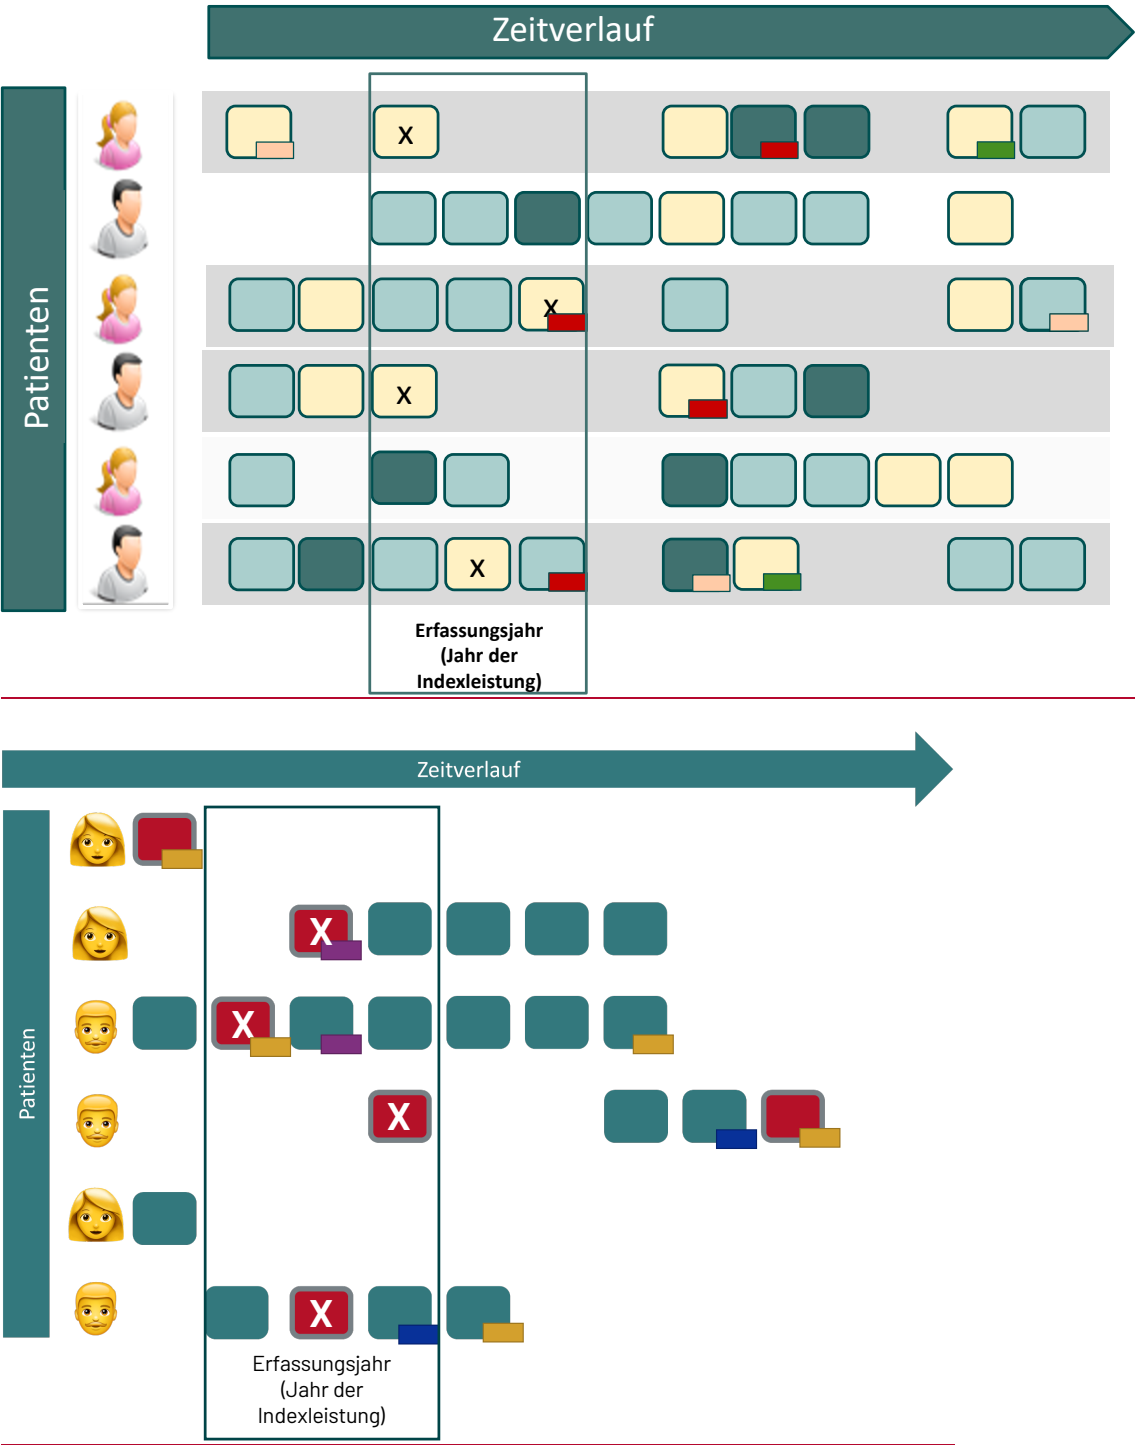 Zeitverlauf
Patienten
X
X
X
X
Erfassungsjahr
(Jahr der
Indexleistung)
Zeitverlauf
Patienten
X
X
X
X
Erfassungsjahr
(Jahr der
Indexleistung)